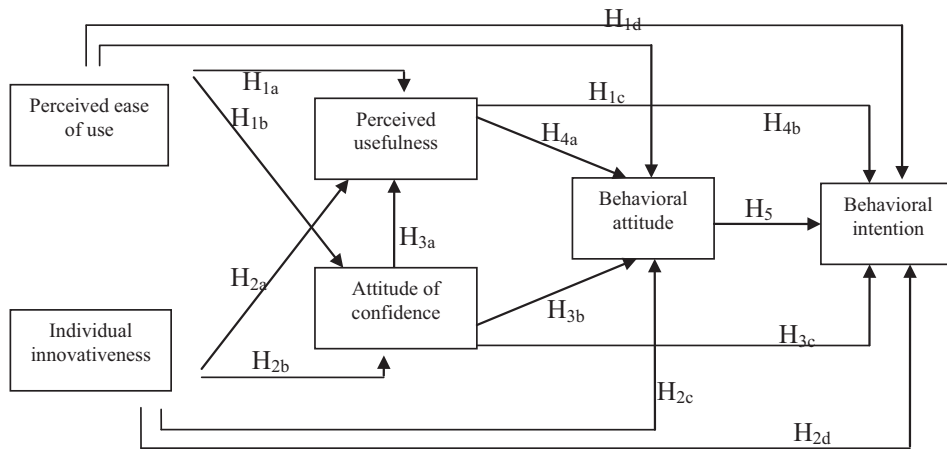 H1d
H1a
Perceived ease
of use
H1b
Perceived
usefulness
H1c
H4a
H4b
Behavioral
attitude
H5
Behavioral
intention
H3a
H2a
Attitude of
confidence
H3b
H3c
Individual
innovativeness
H2b
H2c
H2d